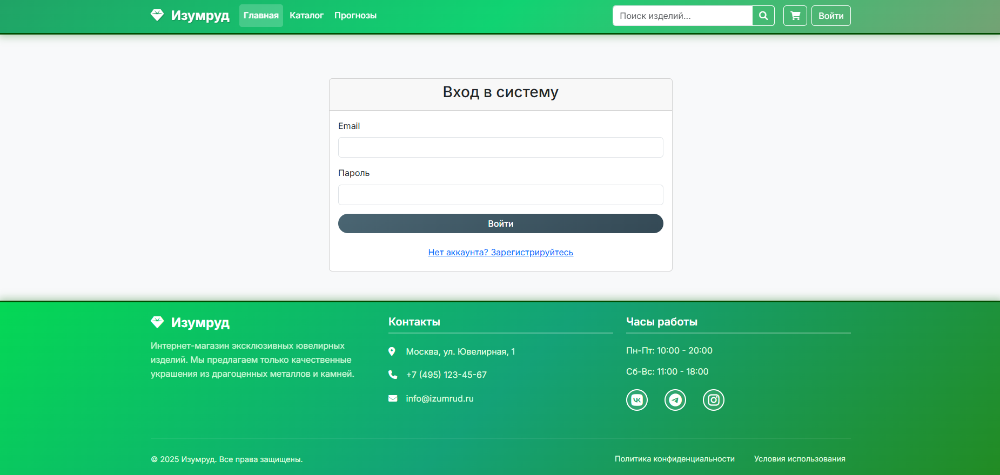 Изумруд
Главная
Каталог
Прогнозы
Поиск изделий...
Войти
Вход в систему
Email
Пароль
Войти
Нет аккаунта? Зарегистрируйтесь
Изумруд
Интернет-магазин эксклюзивных ювелирных
изделий. Мы предлагаем только качественные
украшения из драгоценных металлов и камней.
Контакты
Москва, ул. Ювелирная, 1
+7 (495) 123-45-67
info@izumrud.ru
Часы работы
Пн-Пт: 10:00 - 20:00
Сб-Вс: 11:00 - 18:00
© 2025 Изумруд. Все права защищены.
Политика конфиденциальности
Условия использования